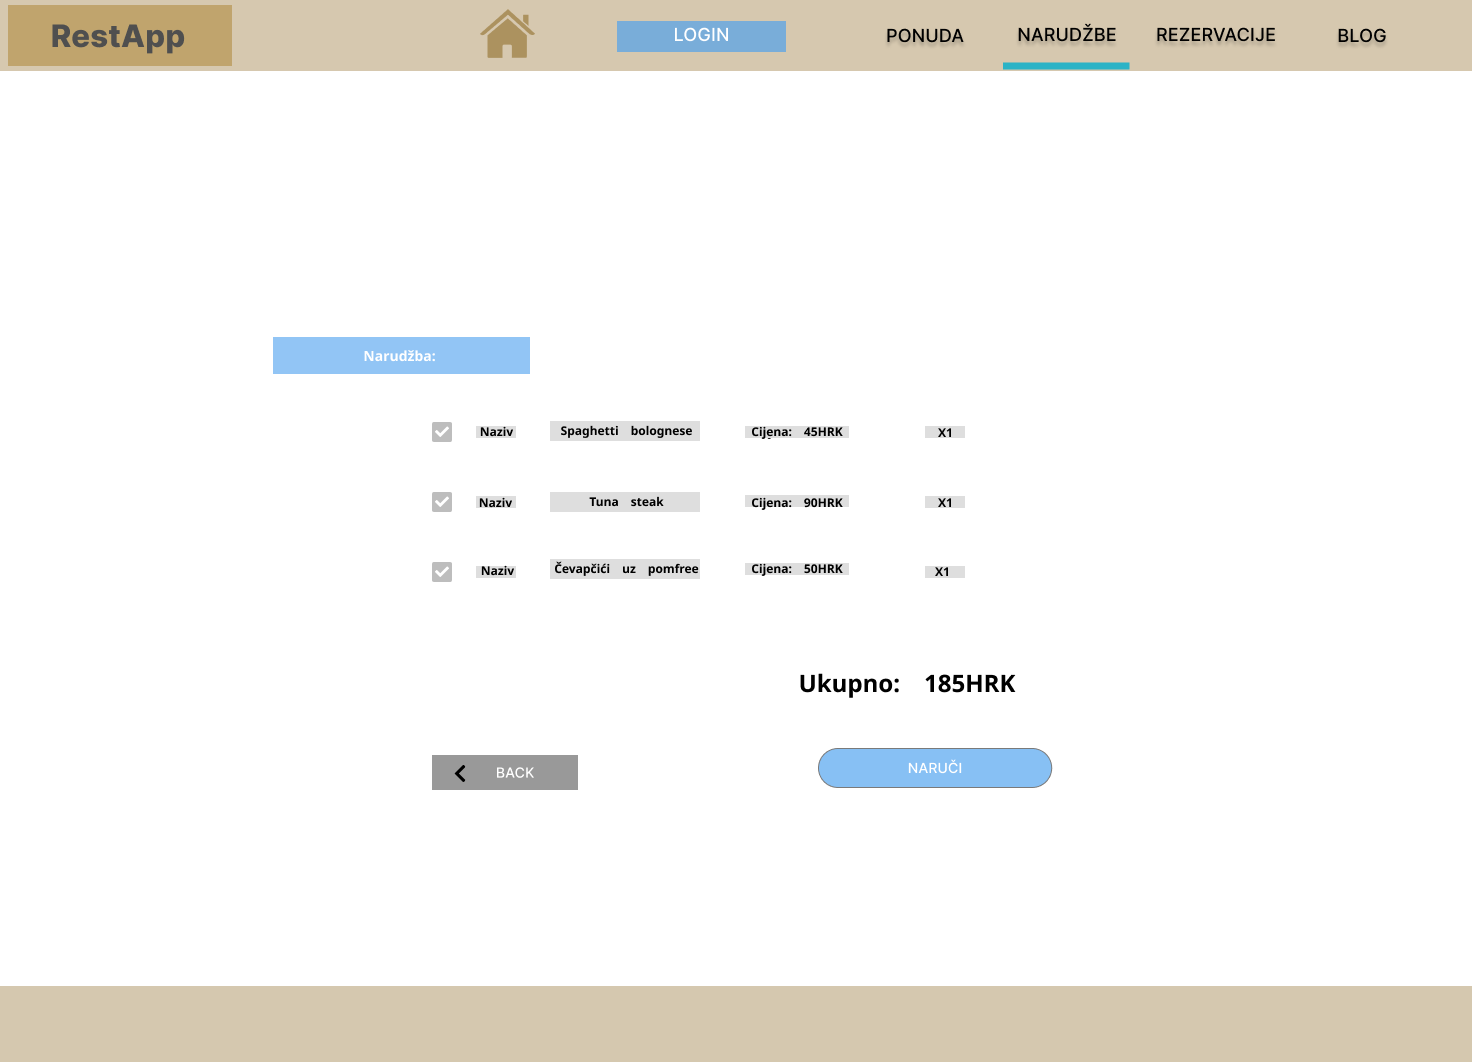 RestApp
LOGIN
PONUDA
NARUDŽBE
REZERVACIJE
BLOG
Narudžba:
Naziv Spaghetti bolognese Cijena: 45HRK X1
Naziv Tuna steak Cijena: 90HRK X1
Naziv Čevapčići uz pomfree Cijena: 50HRK X1
Ukupno: 185HRK
BACK
NARUČI